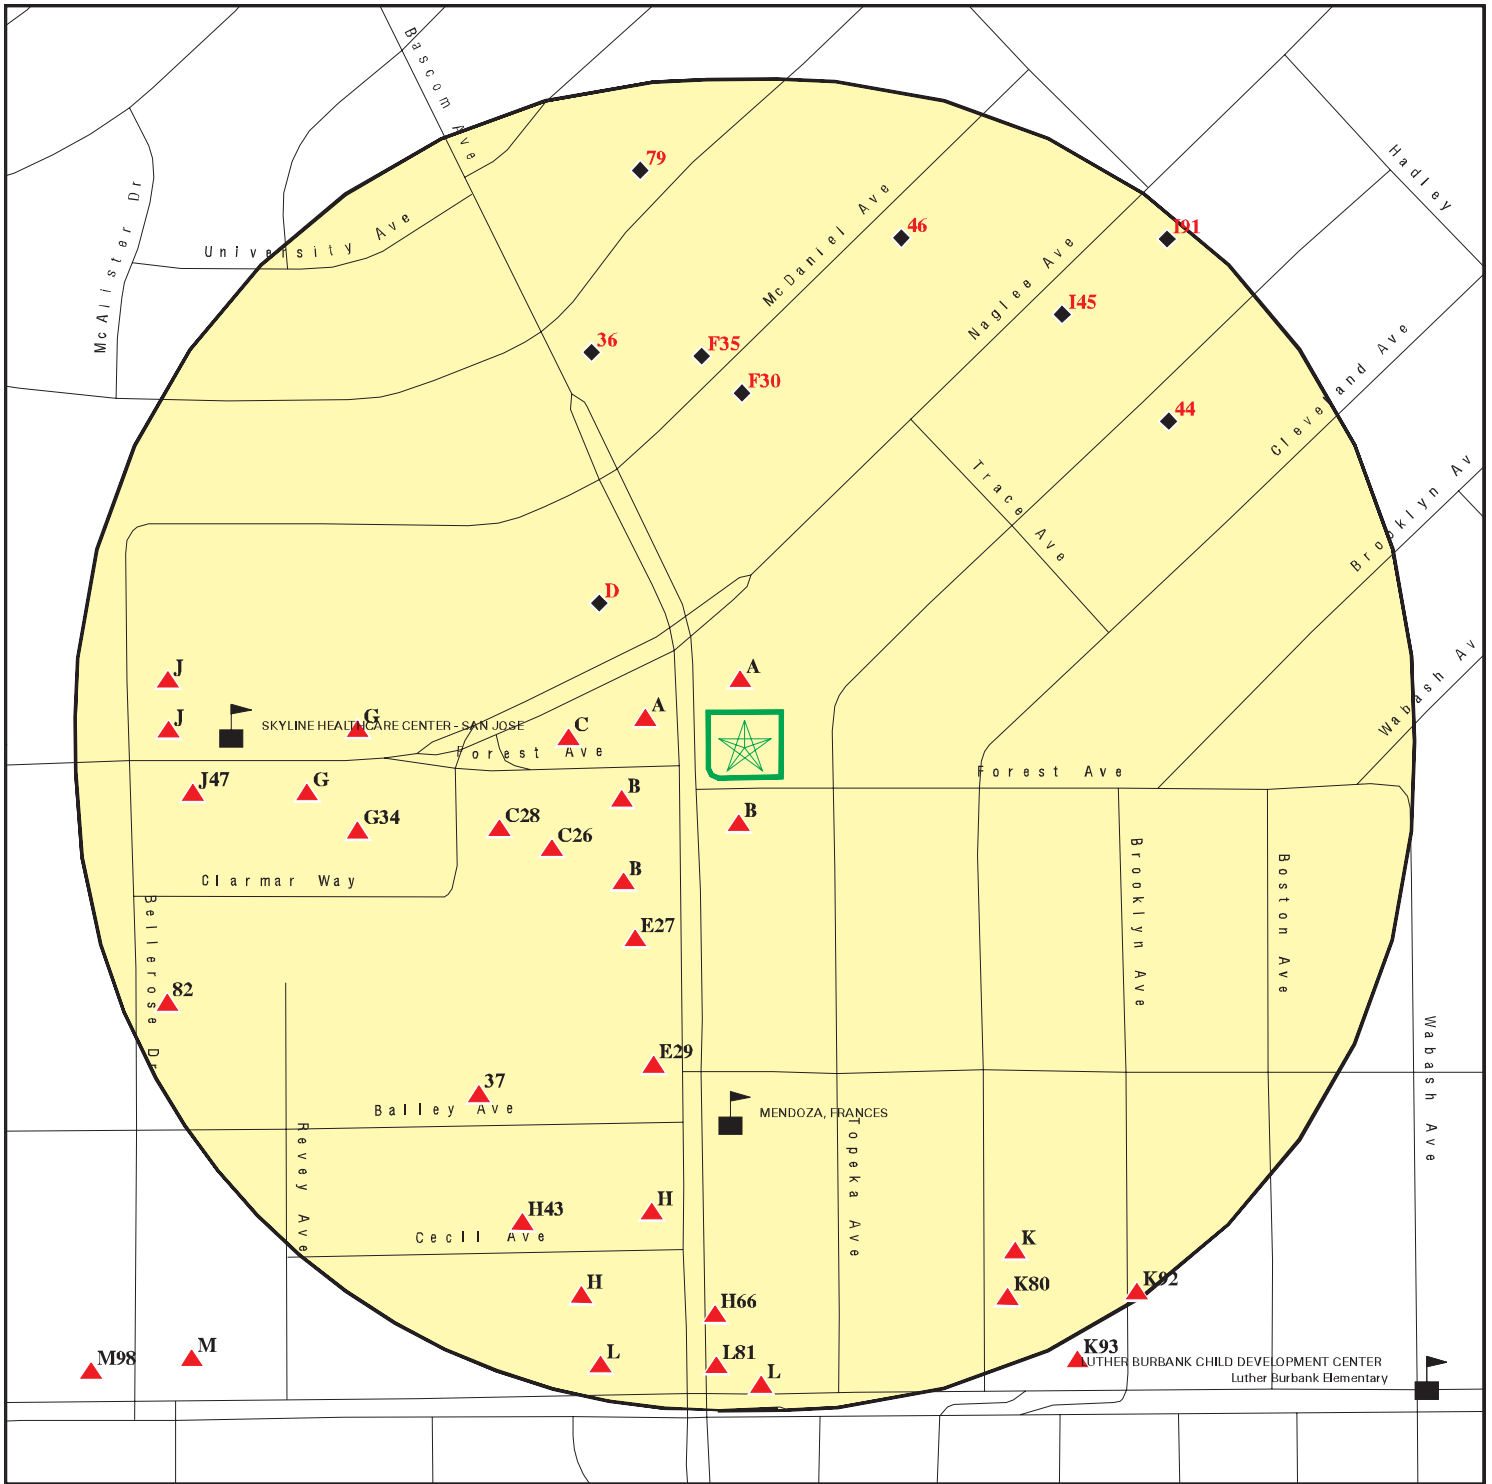 Bascom Ave
79
Hadley
McAlister Dr
University Ave
McDaniel Ave
46
I91
Naglee Ave
I45
36
F35
F30
44
Cleveland Ave
Trace Ave
Brooklyn Av
D
Wabash Av
J
A
J
SKYLINE HEALTHCARE CENTER - SAN JOSE
G
C
A
Forest Ave
Forest Ave
J47
G
B
G34
C28
C26
B
Clarmar Way
B
Bellerose Dr
Brooklyn Ave
Boston Ave
E27
82
Wabash Ave
E29
37
Balley Ave
MENDOZA, FRANCES
Revey Ave
Topeka Ave
H43
H
Cecil Ave
K
H
K80
K92
H66
M98
M
L
L81
L
K93
LUTHER BURBANK CHILD DEVELOPMENT CENTER
Luther Burbank Elementary